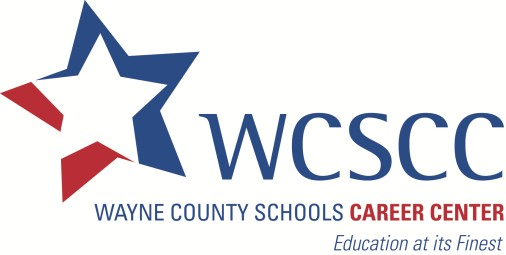 WCSCC
WAYNE COUNTY SCHOOLS CAREER CENTER
Education at its Finest